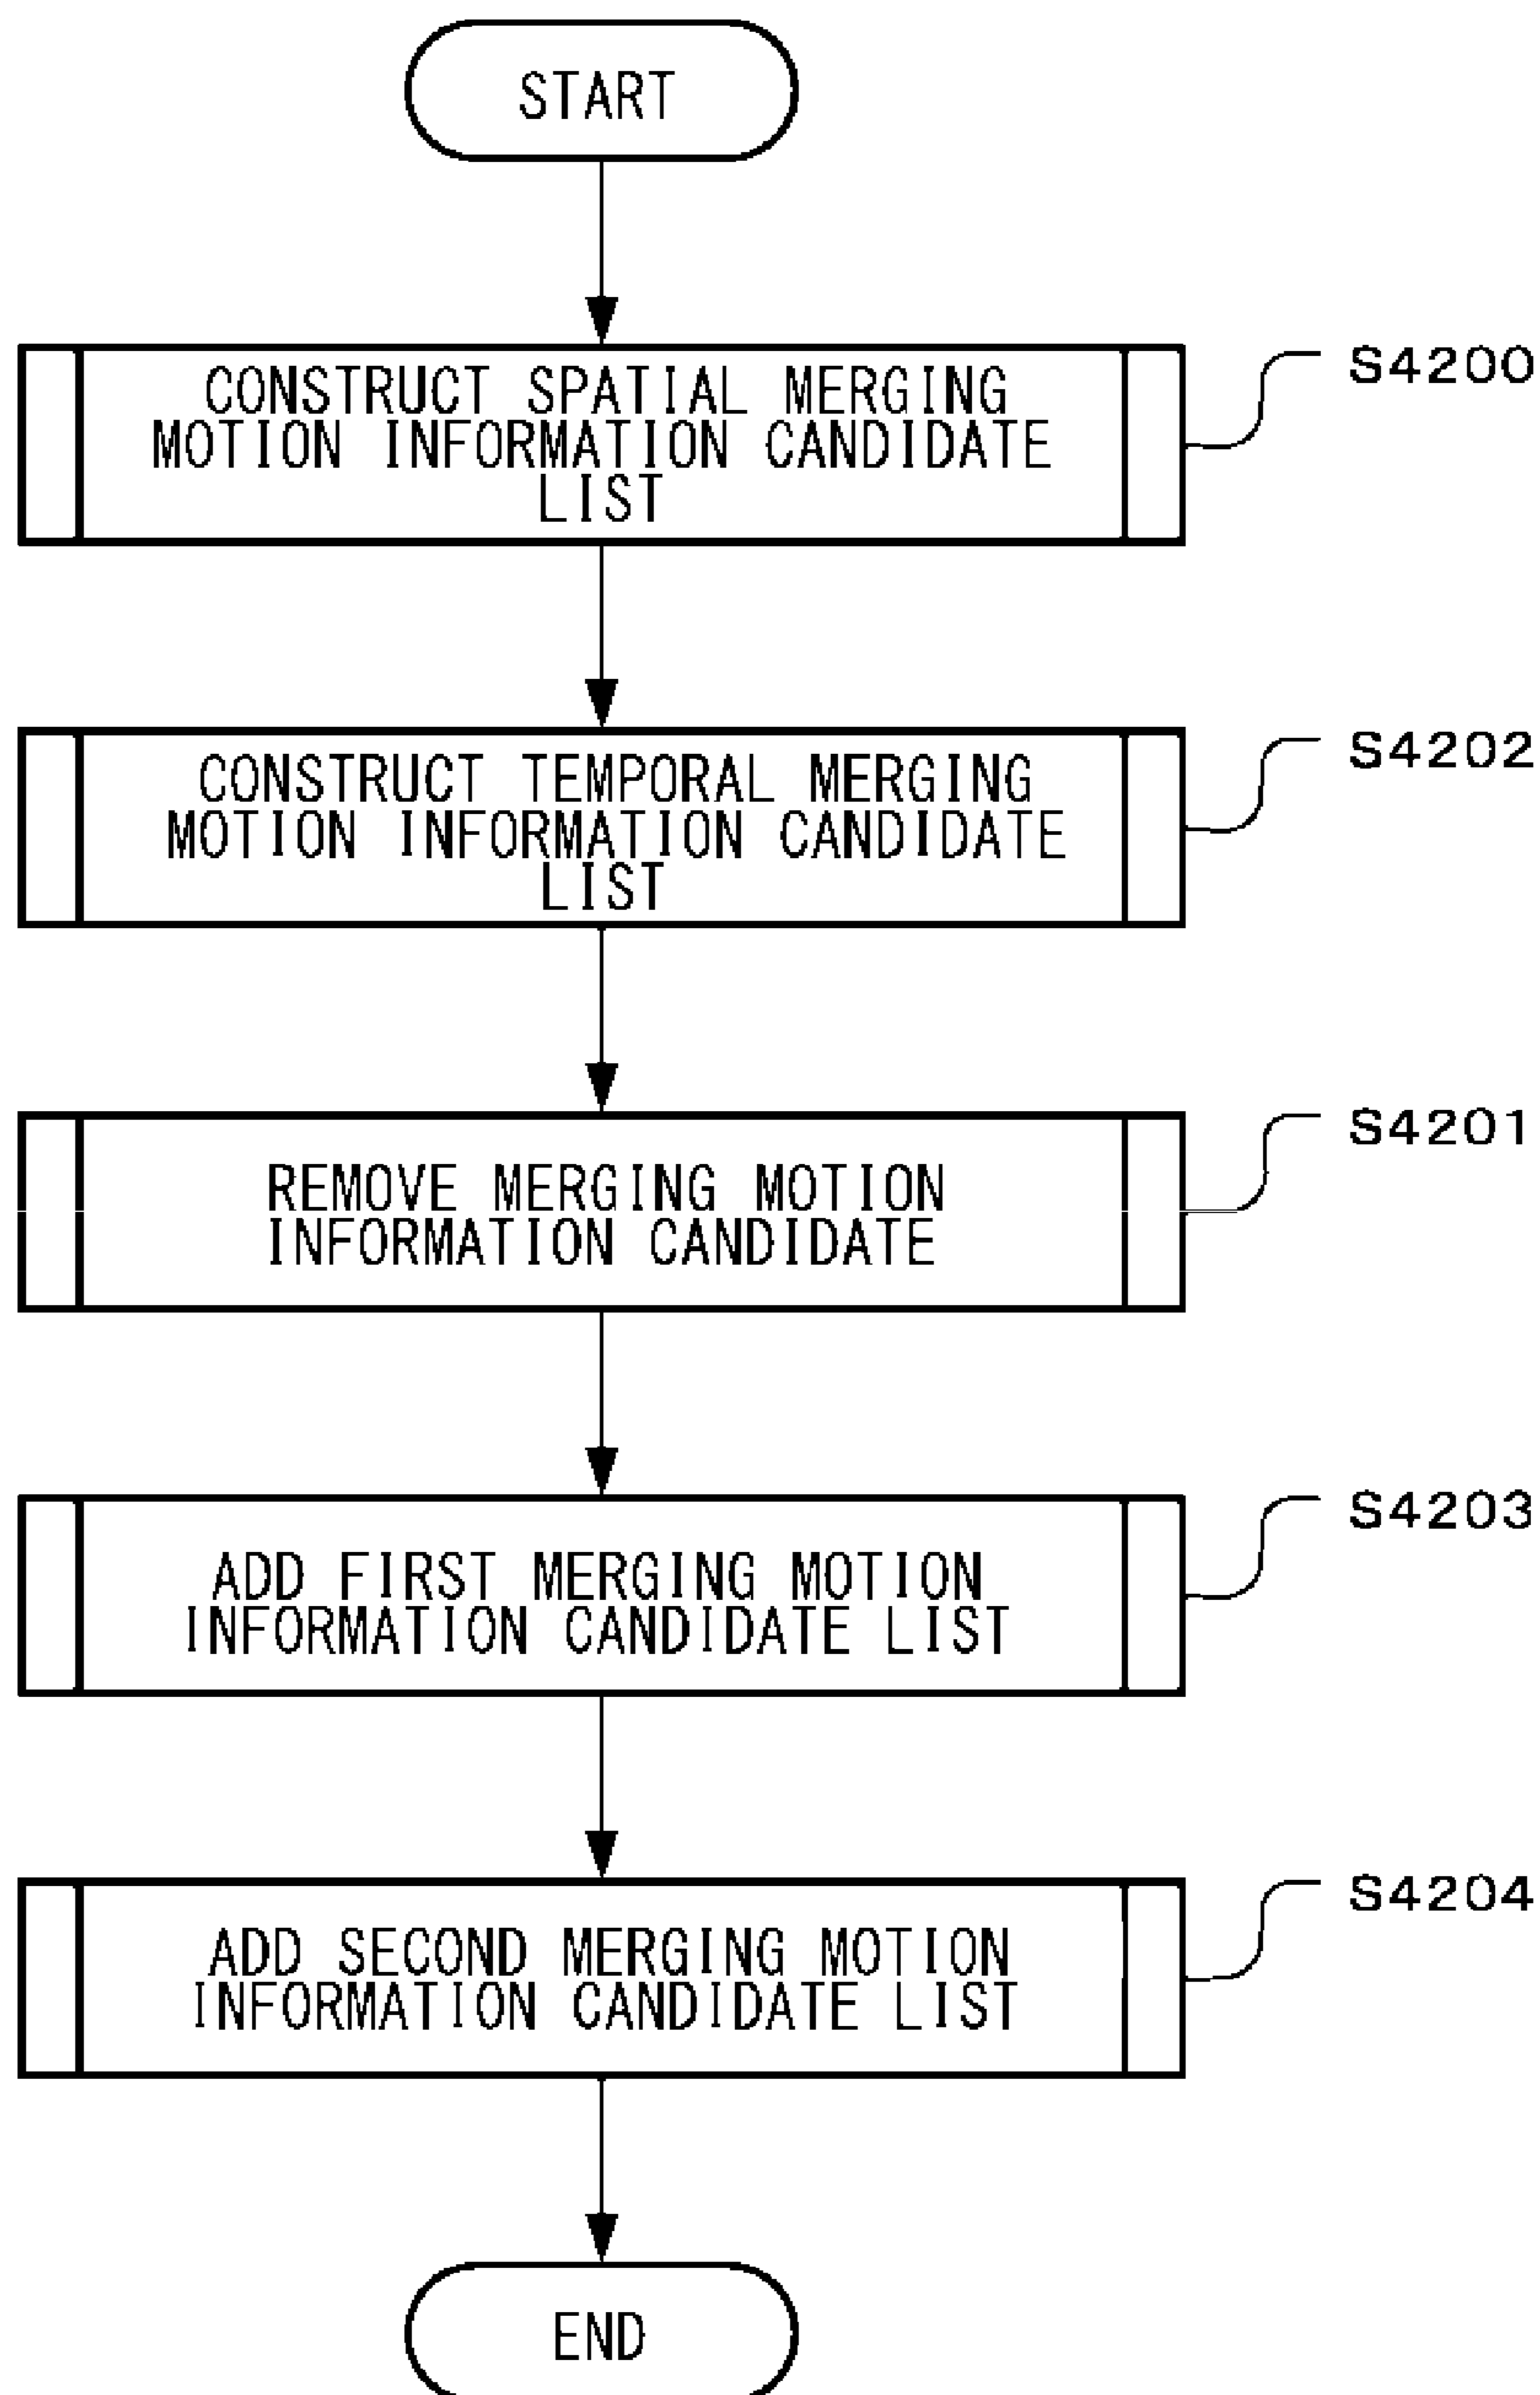 START
CONSTRUCT SPATIAL MERGING
MOTION INFORMATION CANDIDATE
LIST
S4200
CONSTRUCT TEMPORAL MERGING
MOTION INFORMATION CANDIDATE
LIST
S4202
REMOVE MERGING MOTION
INFORMATION CANDIDATE
S4201
ADD FIRST MERGING MOTION
INFORMATION CANDIDATE LIST
S4203
ADD SECOND MERGING MOTION
INFORMATION CANDIDATE LIST
S4204
END